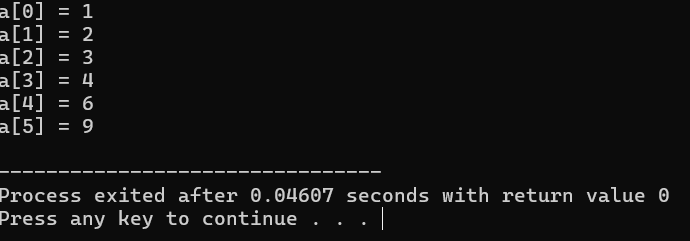 a[0] = 1
a[1] = 2
a[2] = 3
a[3] = 4
a[4] = 6
a[5] = 9
--------------------------------
Process exited after 0.04607 seconds with return value 0
Press any key to continue . . .